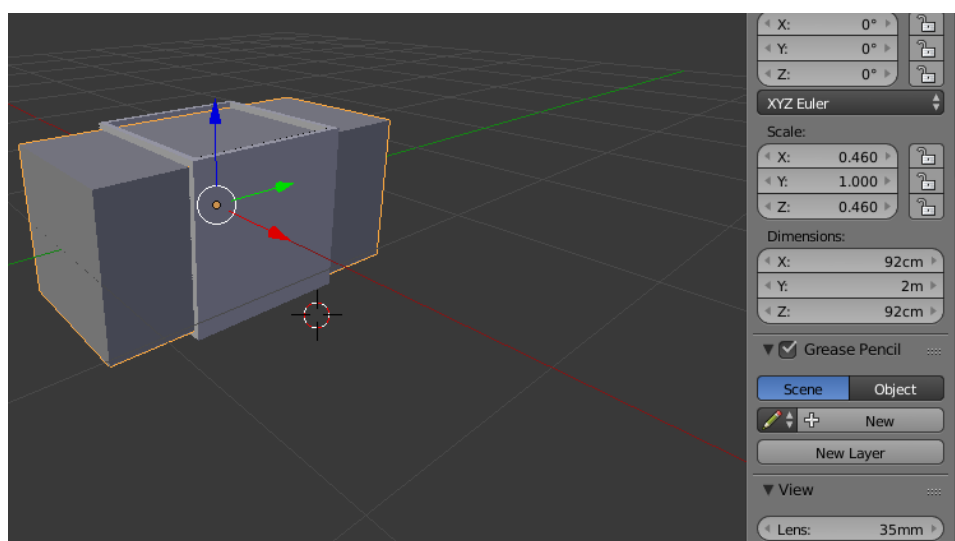 X: 0°
Y: 0°
Z: 0°
XYZ Euler
Scale:
X: 0.460
Y: 1.000
Z: 0.460
Dimensions:
X: 92cm
Y: 2m
Z: 92cm
Grease Pencil
Scene Object
New
New Layer
View
Lens: 35mm